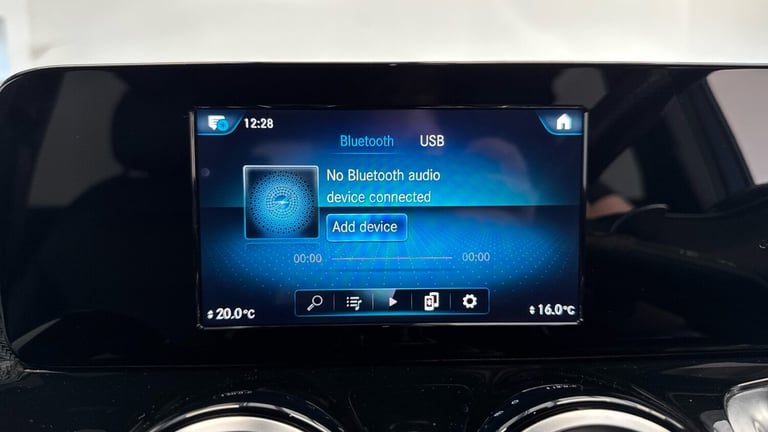 12:28
Bluetooth USB
No Bluetooth audio
device connected
Add device
00:00 00:00
20.0°C 16.0°C